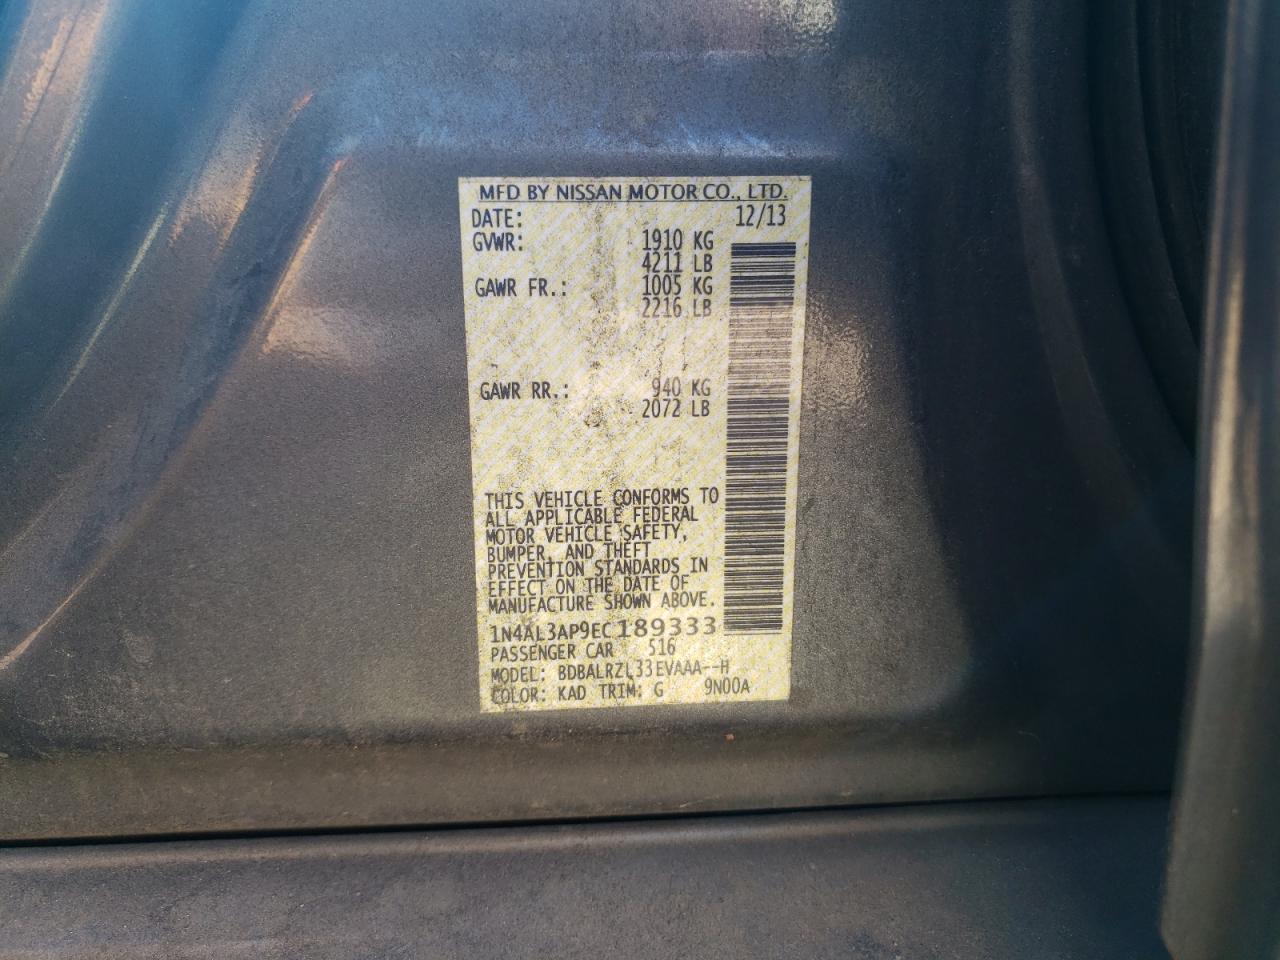 MFD BY NISSAN MOTOR CO., LTD.
DATE: 12/13
GVWR: 1910 KG
4211 LB
GAWR FR.: 1005 KG
2216 LB
GAWR RR.: 940 KG
2072 LB
THIS VEHICLE CONFORMS TO
ALL APPLICABLE FEDERAL
MOTOR VEHICLE SAFETY,
BUMPER, AND THEFT
PREVENTION STANDARDS IN
EFFECT ON THE DATE OF
MANUFACTURE SHOWN ABOVE.
1N4AL3AP9EC189333
PASSENGER CAR 516
MODEL: BDBALRZL33EVAAA--H
COLOR: KAD TRIM: G 9N00A